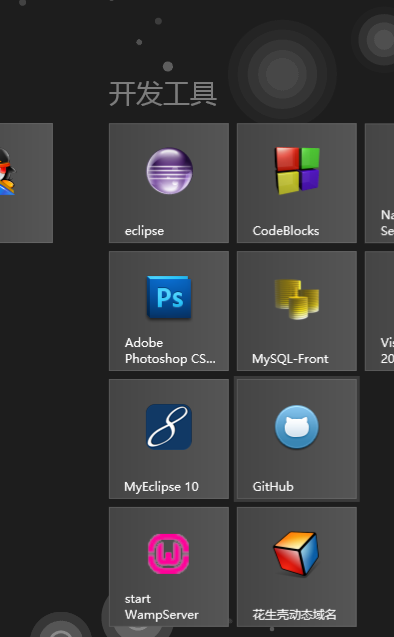 开发工具
eclipse
CodeBlocks
Na
Se
Ps
Adobe
Photoshop CS...
MySQL-Front
Vis
20
MyEclipse 10
GitHub
W
start
WampServer
花生壳动态域名